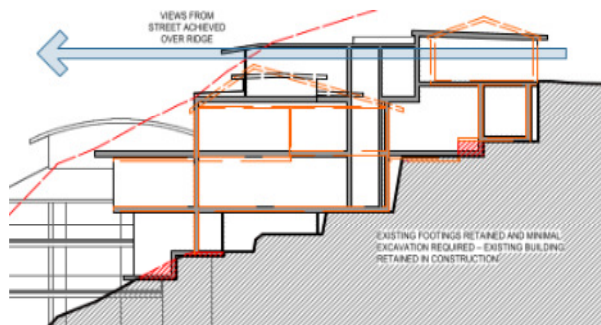 VIEWS FROM
STREET ACHIEVED
OVER RIDGE
EXISTING FOOTINGS RETAINED AND MINIMAL
EXCAVATION REQUIRED – EXISTING BUILDING
RETAINED IN CONSTRUCTION